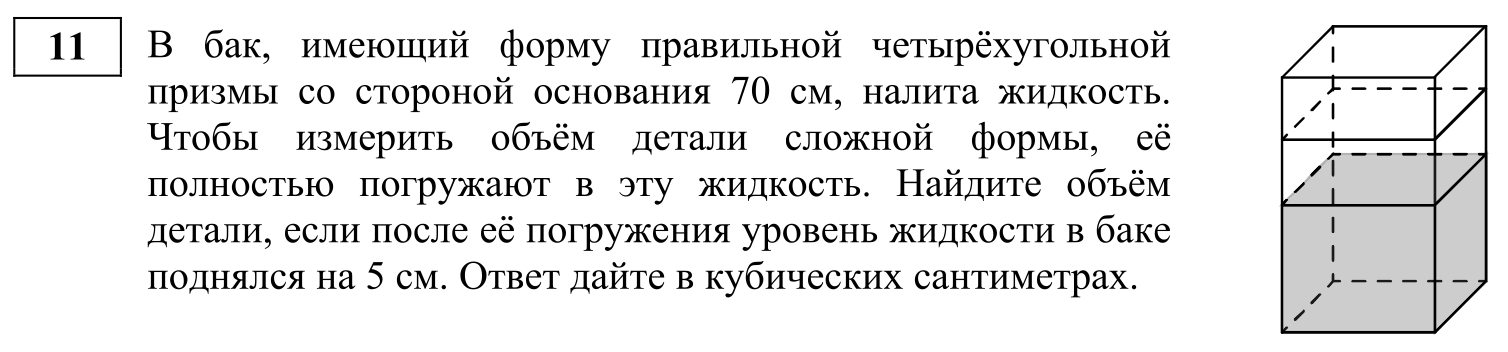 11
В бак, имеющий форму правильной четырёхугольной
призмы со стороной основания 70 см, налита жидкость.
Чтобы измерить объём детали сложной формы, её
полностью погружают в эту жидкость. Найдите объём
детали, если после её погружения уровень жидкости в баке
поднялся на 5 см. Ответ дайте в кубических сантиметрах.